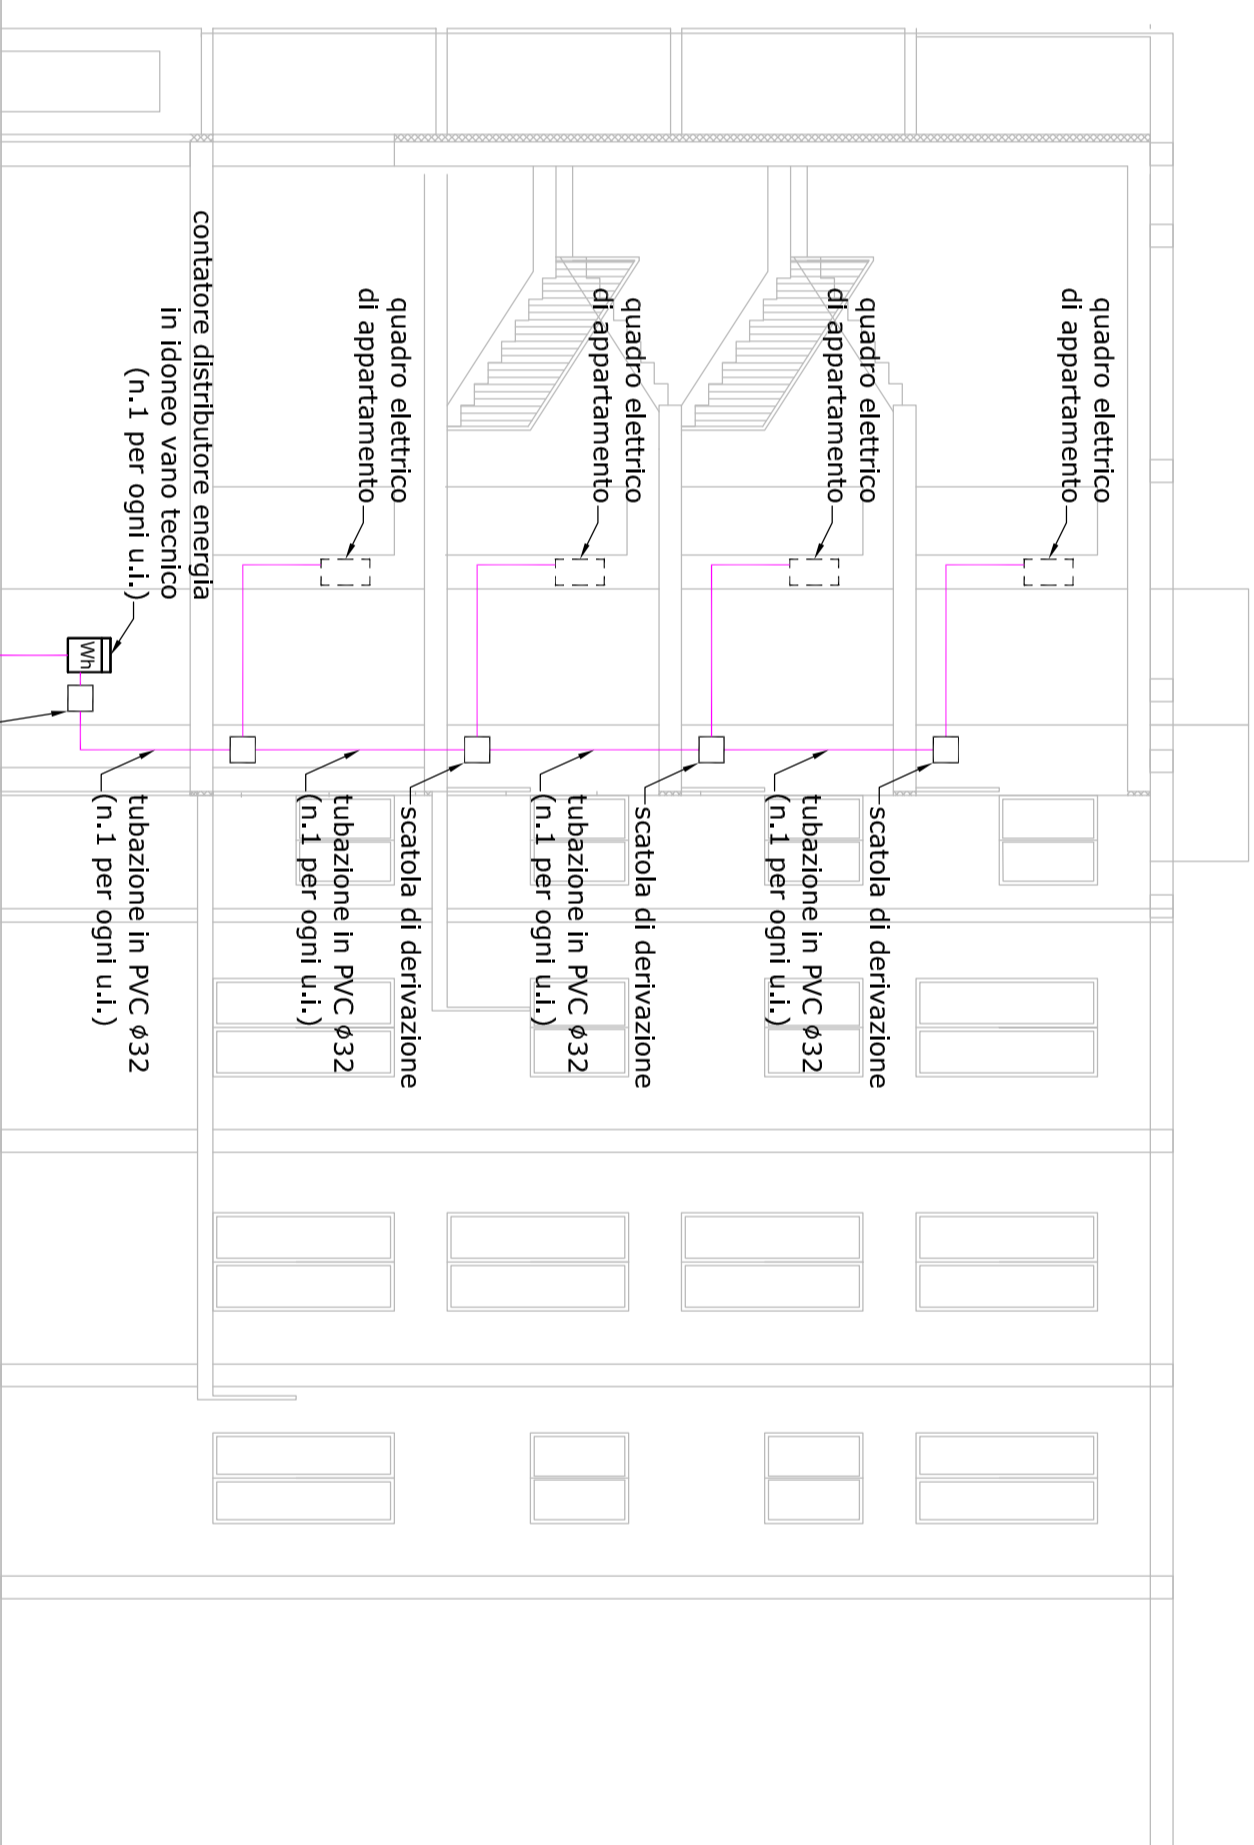 quadro elettrico
di appartamento
scatola di derivazione
tubazione in PVC ø32
(n.1 per ogni u.i.)
quadro elettrico
di appartamento
scatola di derivazione
tubazione in PVC ø32
(n.1 per ogni u.i.)
quadro elettrico
di appartamento
scatola di derivazione
tubazione in PVC ø32
(n.1 per ogni u.i.)
quadro elettrico
di appartamento
contatore distributore energia
in idoneo vano tecnico
(n.1 per ogni u.i.)
Wh
tubazione in PVC ø32
(n.1 per ogni u.i.)